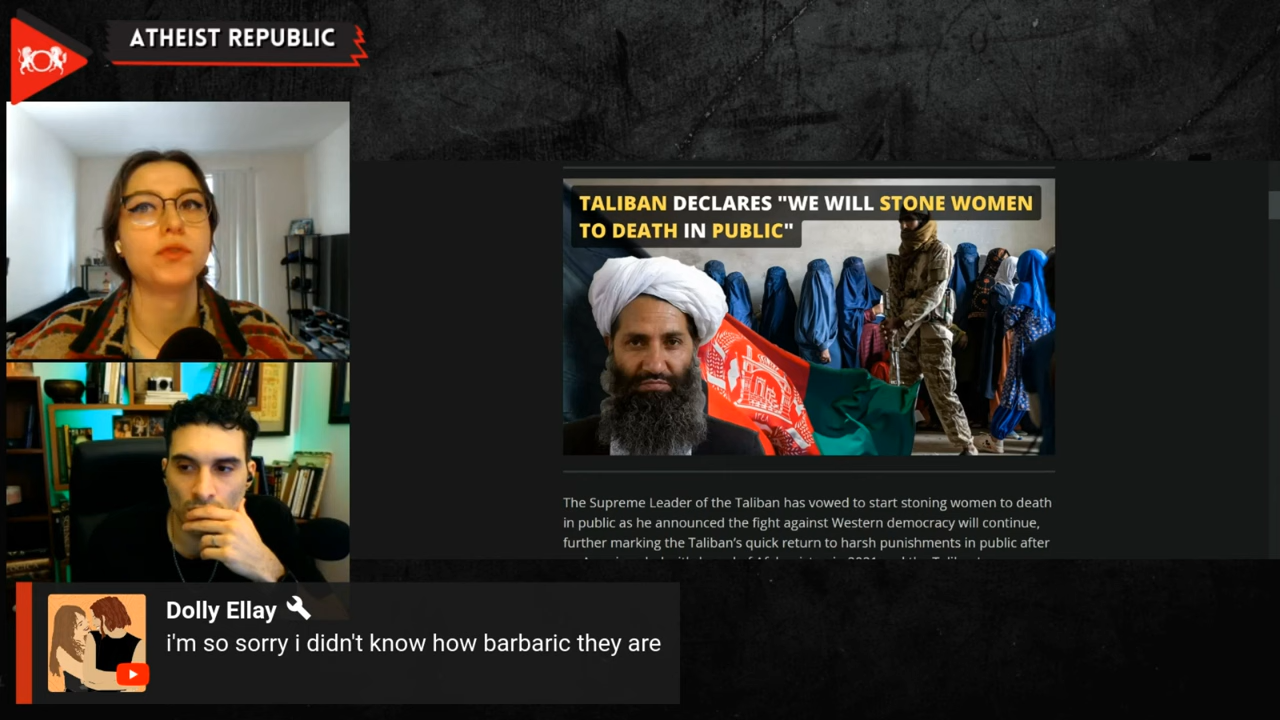 ATHEIST REPUBLIC
TALIBAN DECLARES "WE WILL STONE WOMEN
TO DEATH IN PUBLIC"
The Supreme Leader of the Taliban has vowed to start stoning women to death
in public as he announced the fight against Western democracy will continue,
further marking the Taliban's quick return to harsh punishments in public after
Dolly Ellay
i'm so sorry i didn't know how barbaric they are